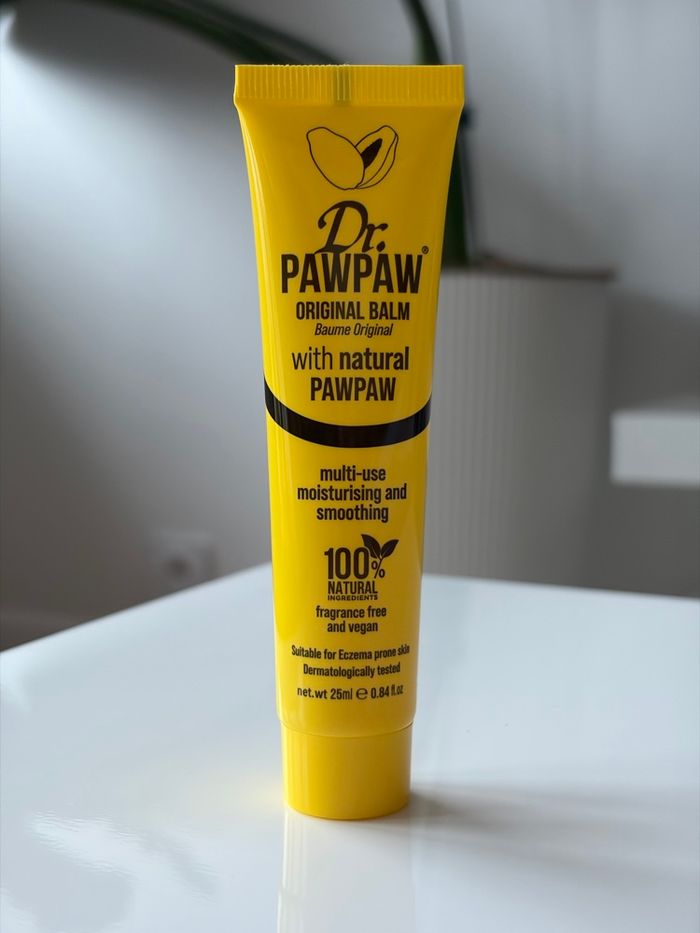 Dr.
PAWPAW®
ORIGINAL BALM
Baume Original
with natural
PAWPAW
multi-use
moisturising and
smoothing
100%
NATURAL
INGREDIENTS
fragrance free
and vegan
Suitable for Eczema prone skin
Dermatologically tested
net.wt 25ml ℮ 0.84 fl.oz